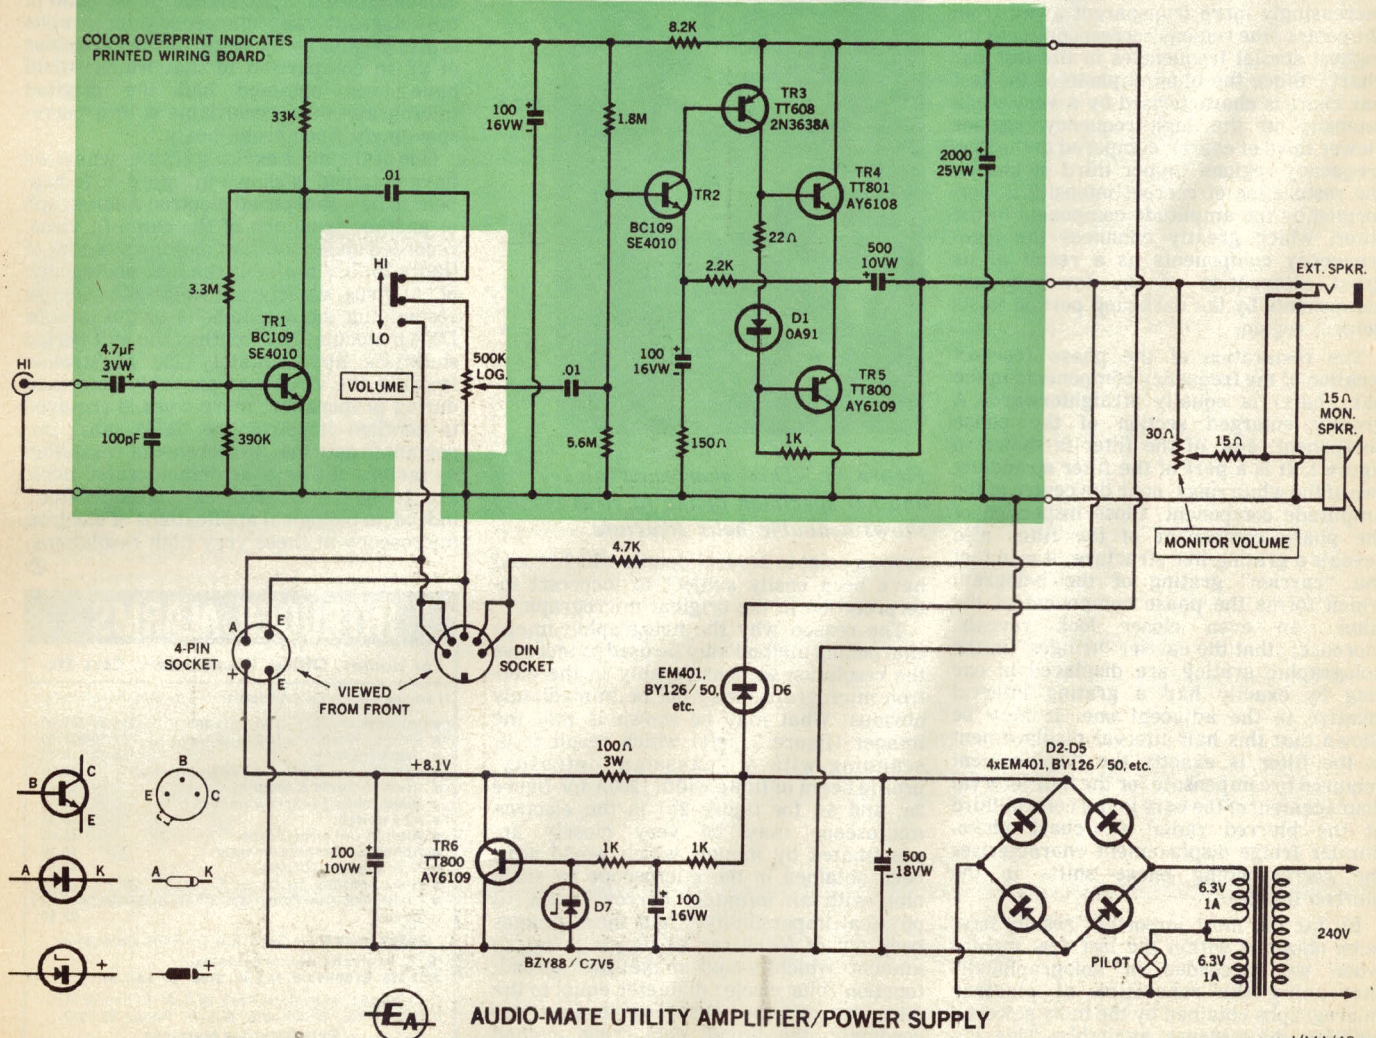 COLOR OVERPRINT INDICATES
PRINTED WIRING BOARD
8.2K
33K
100
16VW
+
-
1.8M
TR3
TT608
2N3638A
2000
25VW
+
-
.01
TR2
BC109
SE4010
TR4
TT801
AY6108
22Ω
HI
LO
3.3M
2.2K
500
10VW
+
-
EXT. SPKR.
TR1
BC109
SE4010
D1
OA91
HI
4.7µF
3VW
-
+
VOLUME
500K
LOG.
.01
100
16VW
+
-
TR5
TT800
AY6109
15Ω
MON.
SPKR.
100pF
390K
5.6M
150Ω
1K
30Ω
15Ω
MONITOR VOLUME
4.7K
A
E
4-PIN
SOCKET
+
E
DIN
SOCKET
VIEWED
FROM FRONT
EM401,
BY126/50,
etc.
D6
100Ω
3W
+8.1V
D2-D5
4xEM401, BY126/50, etc.
B
C
E
B
E
C
100
10VW
+
-
TR6
TT800
AY6109
1K
1K
500
18VW
+
-
A
K
A
K
D7
100
16VW
+
-
6.3V
1A
240V
BZY88/C7V5
PILOT
6.3V
1A
+
+
EA
AUDIO-MATE UTILITY AMPLIFIER/POWER SUPPLY